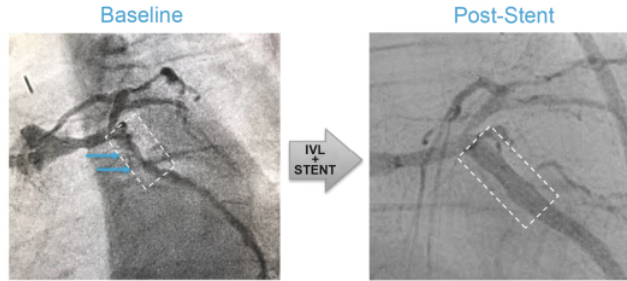 Baseline
Post-Stent
IVL
+
STENT